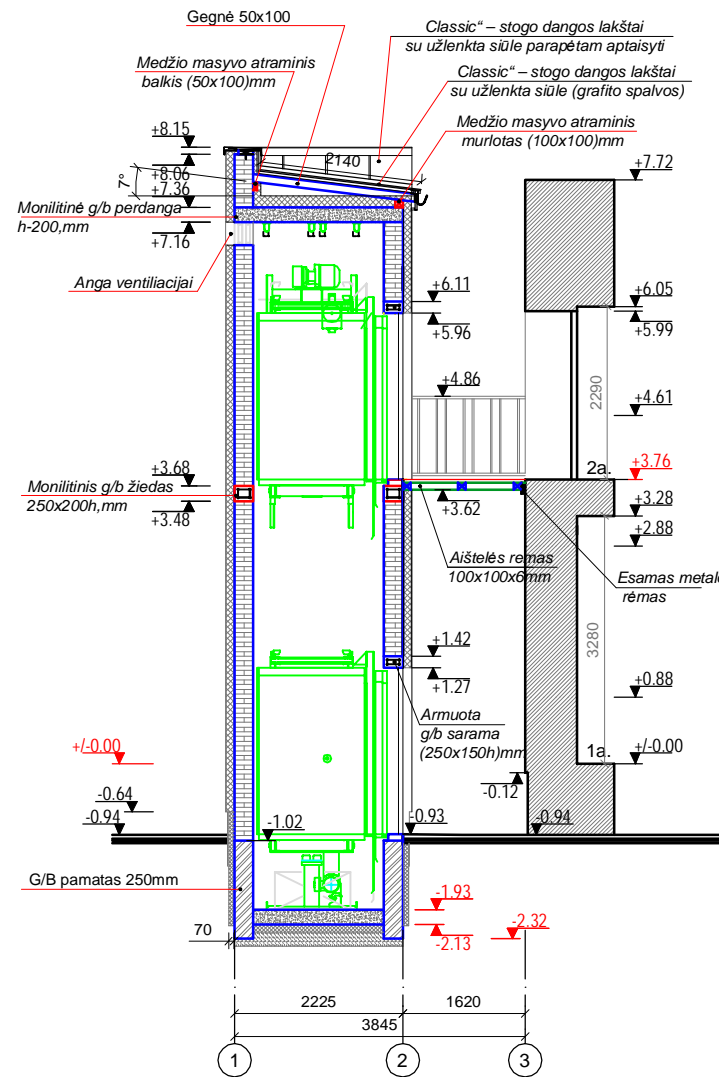 Gegnė 50x100
Classic“ – stogo dangos lakštai
su užlenkta siūle parapėtam aptaisyti
Medžio masyvo atraminis
balkis (50x100)mm
Classic“ – stogo dangos lakštai
su užlenkta siūle (grafito spalvos)
Medžio masyvo atraminis
murlotas (100x100)mm
+8.15
2140
+8.06
7°
+7.36
+7.72
Monilitinė g/b perdanga
h-200,mm
+7.16
Anga ventiliacijai
+6.11
+5.96
+6.05
+5.99
+4.86
2290
+4.61
+3.68
2a.
+3.76
Monilitinis g/b žiedas
250x200h,mm
+3.48
+3.62
+3.28
+2.88
Aištelės remas
100x100x6mm
Esamas metalo
rėmas
3280
+1.42
+1.27
+0.88
Armuota
g/b sarama
(250x150h)mm
+/-0.00
1a.
+/-0.00
-0.12
-0.64
-0.94
-1.02
-0.93
-0.94
G/B pamatas 250mm
-1.93
-2.32
70
-2.13
2225
1620
3845
1
2
3